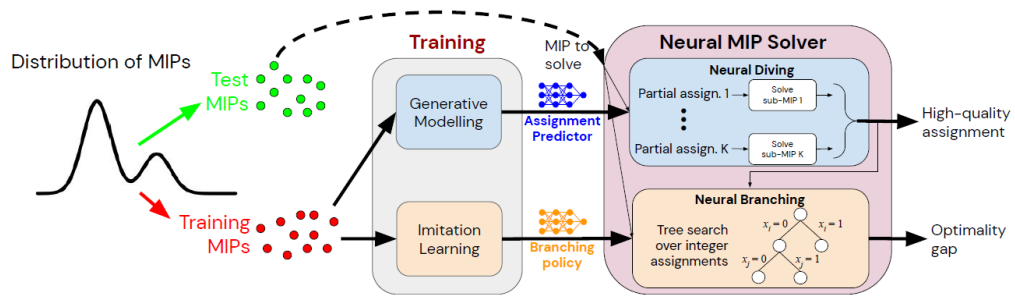 Distribution of MIPs
Test
MIPs
Training
MIPs
Training
Generative
Modelling
Imitation
Learning
MIP to
solve
Assignment
Predictor
Branching
policy
Neural MIP Solver
Neural Diving
Partial assign. 1
Solve
sub-MIP 1
Partial assign. K
Solve
sub-MIP K
Neural Branching
Tree search
over integer
assignments
x_i = 0
x_i = 1
x_j = 0
x_j = 1
High-quality
assignment
Optimality
gap